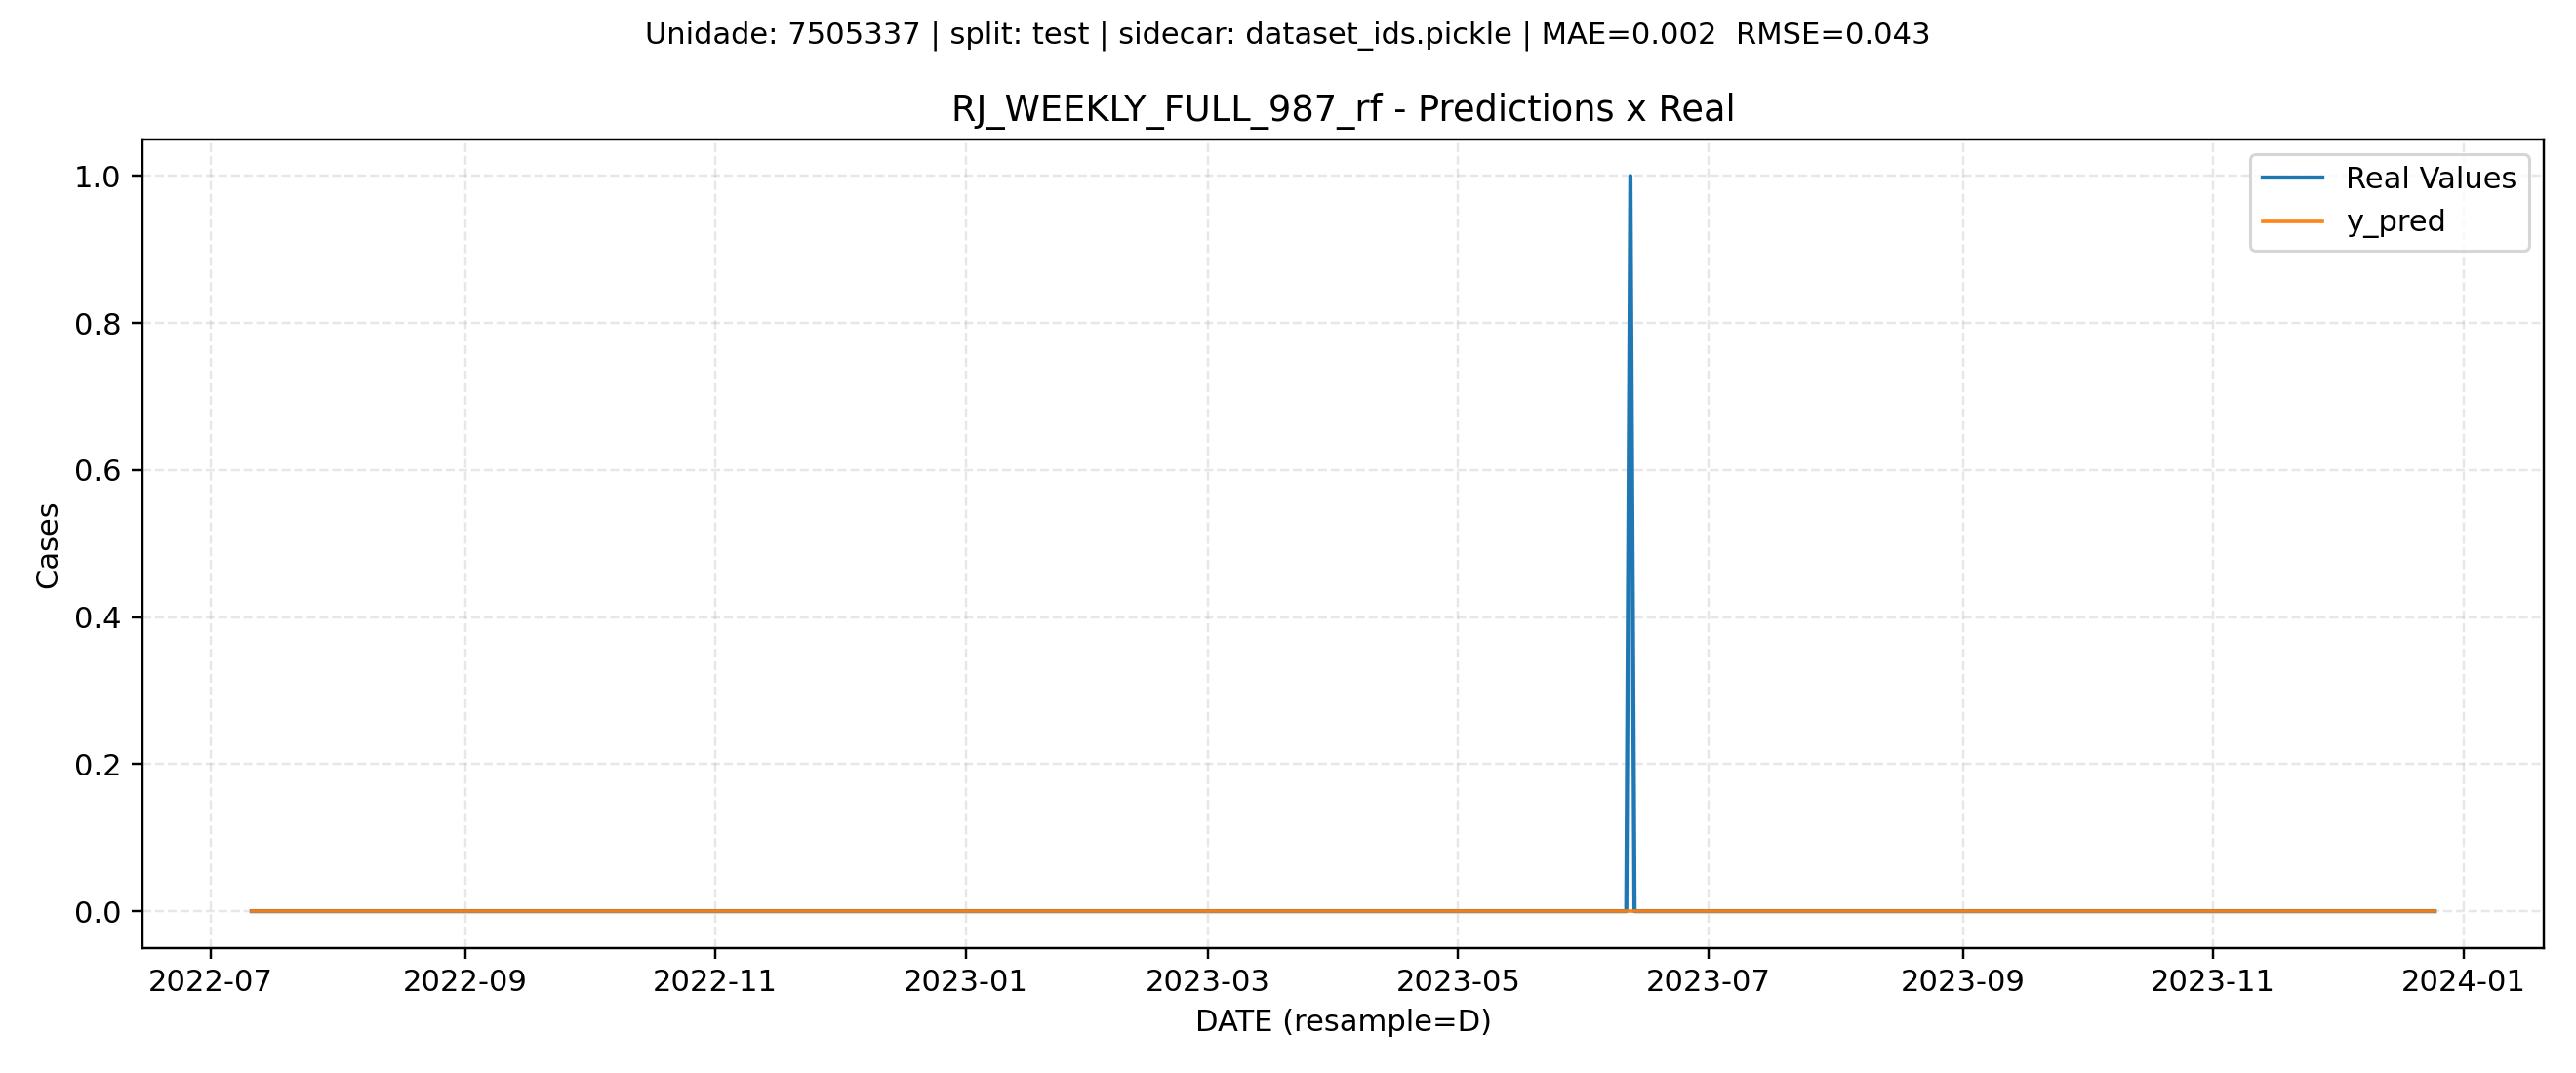 Unidade: 7505337 | split: test | sidecar: dataset_ids.pickle | MAE=0.002  RMSE=0.043
RJ_WEEKLY_FULL_987_rf - Predictions x Real
Real Values
y_pred
1.0
0.8
0.6
0.4
0.2
0.0
Cases
2022-07
2022-09
2022-11
2023-01
2023-03
2023-05
2023-07
2023-09
2023-11
2024-01
DATE (resample=D)